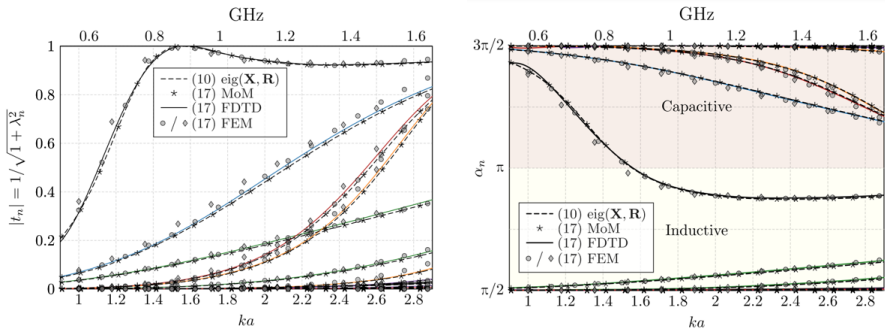 GHz
0.6 0.8 1 1.2 1.4 1.6
|tₙ| = 1/√1 + λ²ₙ
1
0.8
0.6
0.4
0.2
0
(10) eig(X, R)
(17) MoM
(17) FDTD
/ (17) FEM
1 1.2 1.4 1.6 1.8 2 2.2 2.4 2.6 2.8
ka
GHz
0.6 0.8 1 1.2 1.4 1.6
3π/2
π
π/2
αₙ
Capacitive
Inductive
(10) eig(X, R)
(17) MoM
(17) FDTD
/ (17) FEM
1 1.2 1.4 1.6 1.8 2 2.2 2.4 2.6 2.8
ka